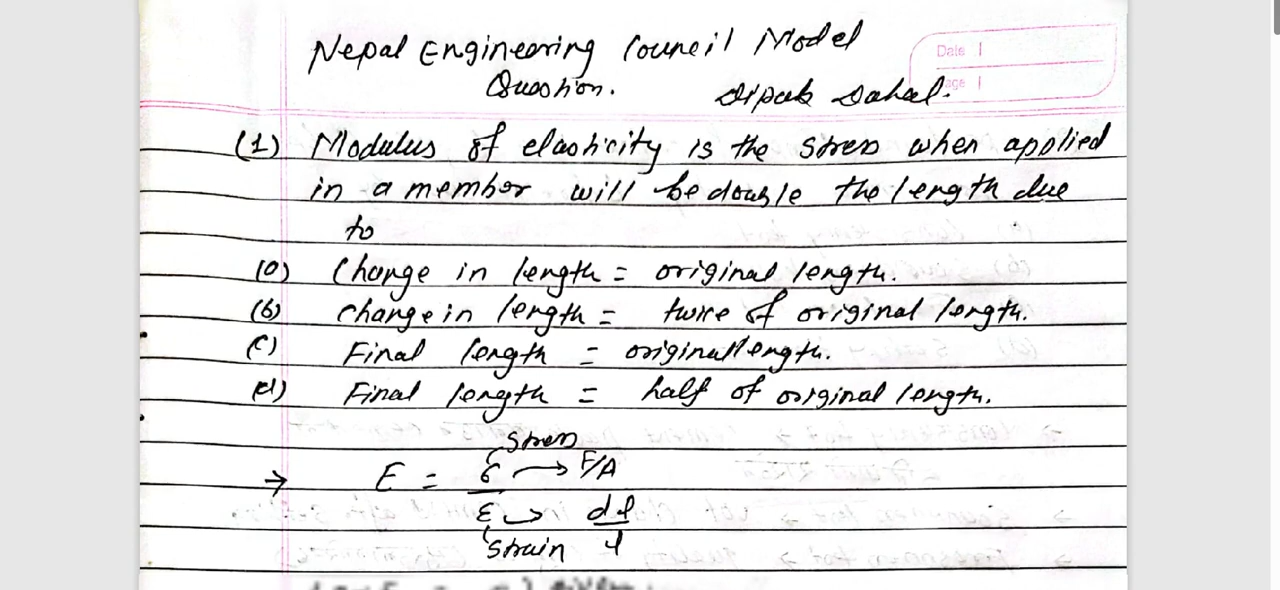 Nepal Engineering Council Model
Question. Dipak Dahal.
Date
age
(1) Modulus of elasticity is the stress when applied
in a member will be double the length due
to
(a) Change in length = original length.
(b) Change in length = twice of original length.
(c) Final length = original length.
(d) Final length = half of original length.
Stress
→ E = σ → F/A
ε → dl
Strain l